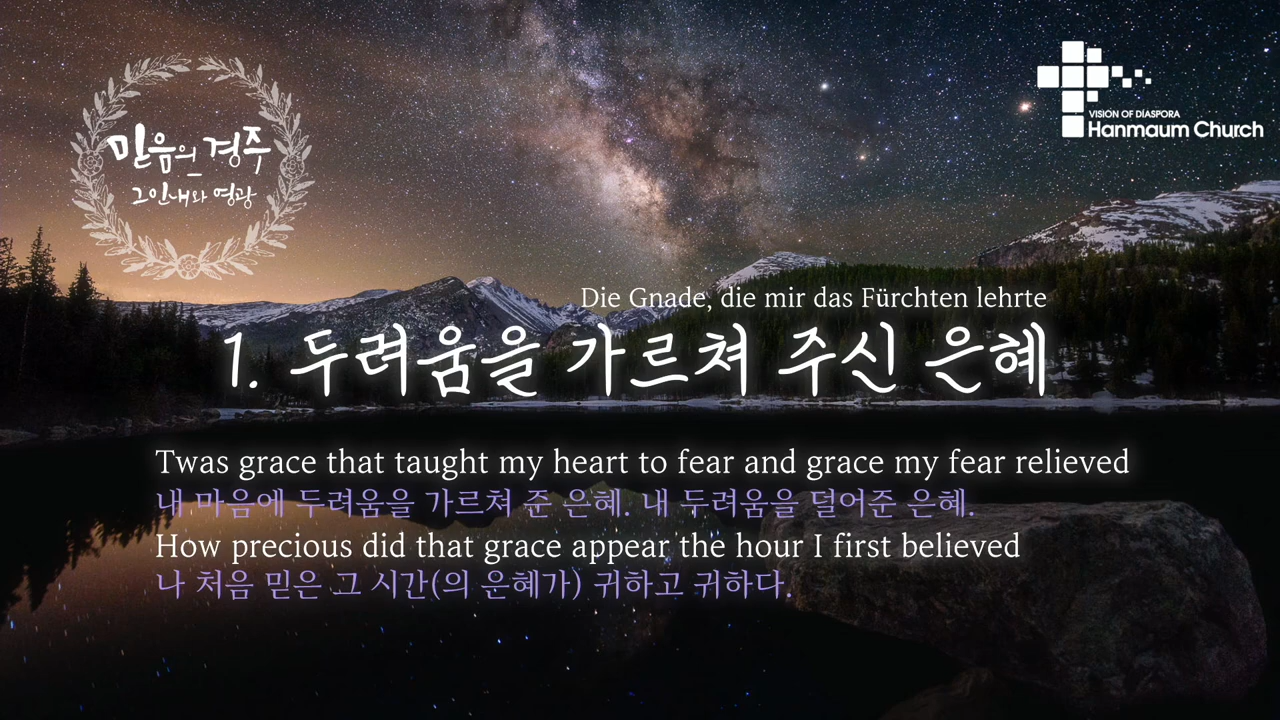 믿음의 경주
그 인내와 영광
VISION OF DIASPORA
Hanmaum Church
Die Gnade, die mir das Fürchten lehrte
1. 두려움을 가르쳐 주신 은혜
Twas grace that taught my heart to fear and grace my fear relieved
내 마음에 두려움을 가르쳐 준 은혜. 내 두려움을 덜어준 은혜.
How precious did that grace appear the hour I first believed
나 처음 믿은 그 시간(의 은혜가) 귀하고 귀하다.